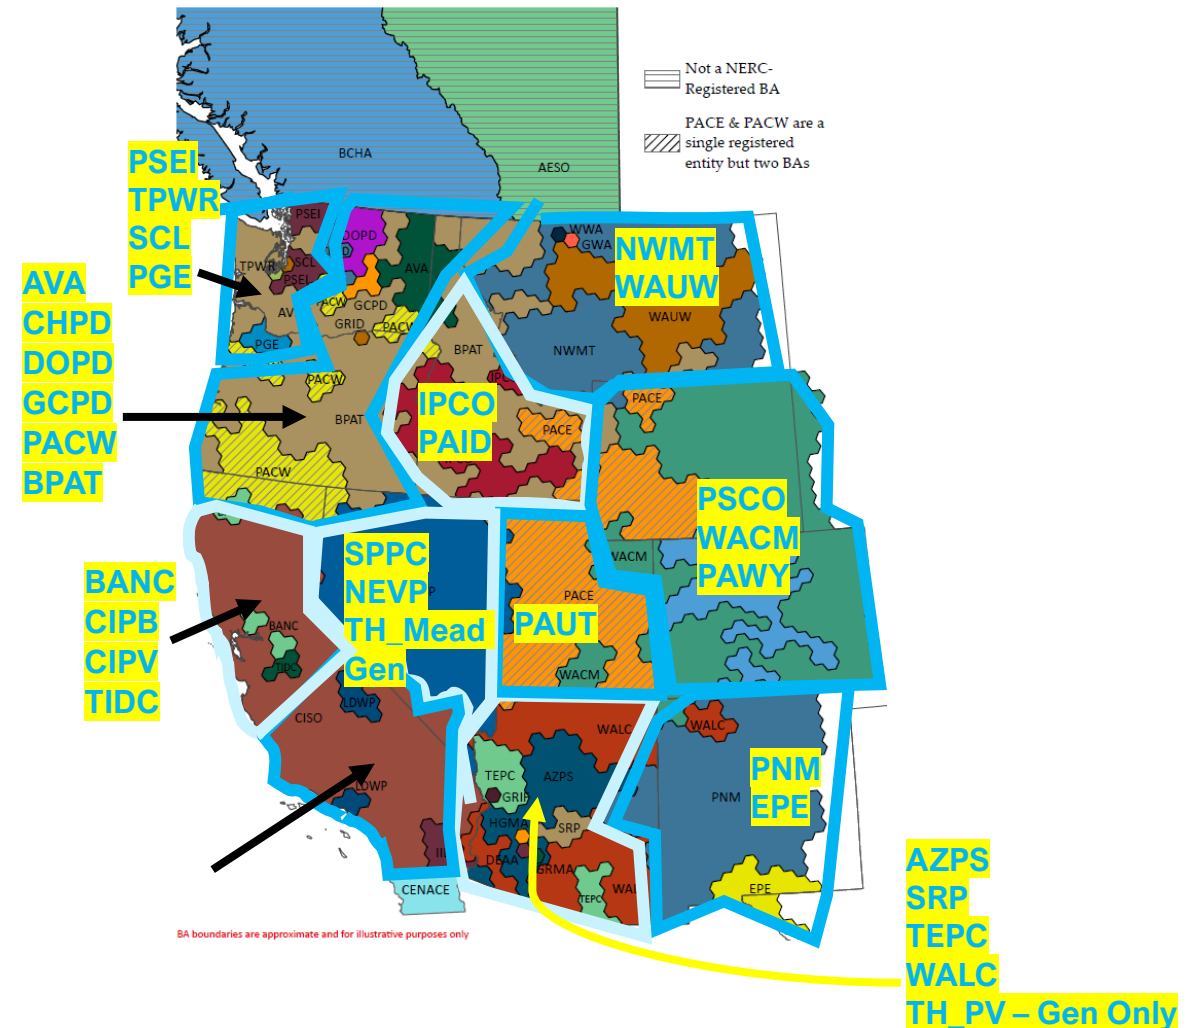 Not a NERC-
Registered BA
PACE & PACW are a
single registered
entity but two BAs
BCHA
AESO
PSEI
TPWR
SCL
PGE
PSEI
DOPD
WWA
GWA
NWMT
WAUW
TPWR
SCL
PSEI
AVA
AVA
CHPD
DOPD
GCPD
PACW
BPAT
PACW
GCPD
AV
GRID
PACW
WAUW
PGE
BPAT
NWMT
PACW
PACE
BPAT
IPCO
PAID
PACE
PACW
PSCO
WACM
PAWY
SPPC
NEVP
TH_Mead
Gen
WACM
BANC
CIPB
CIPV
TIDC
PACE
PAUT
BANC
TIDC
WACM
LDWP
CISO
WALC
WALC
TEPC
AZPS
PNM
EPE
LDWP
GRIF
PNM
HGMA
SRP
DEAA
GRMA
CENACE
TEPC
WAL
EPE
AZPS
SRP
TEPC
WALC
TH_PV – Gen Only
BA boundaries are approximate and for illustrative purposes only